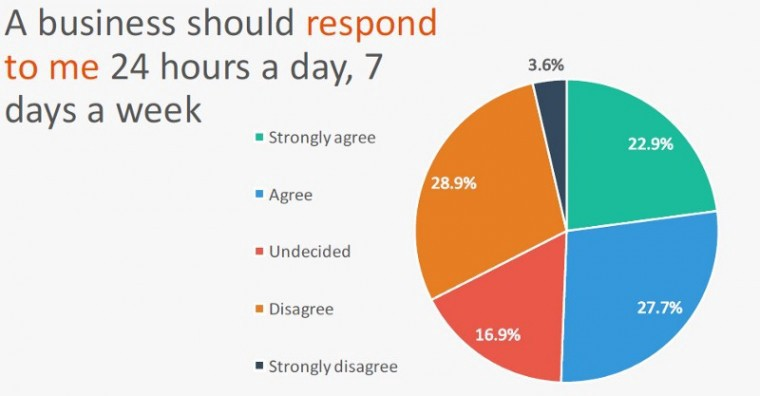 A business should respond
to me 24 hours a day, 7
days a week
3.6%
Strongly agree
22.9%
28.9%
Agree
Undecided
27.7%
Disagree
16.9%
Strongly disagree